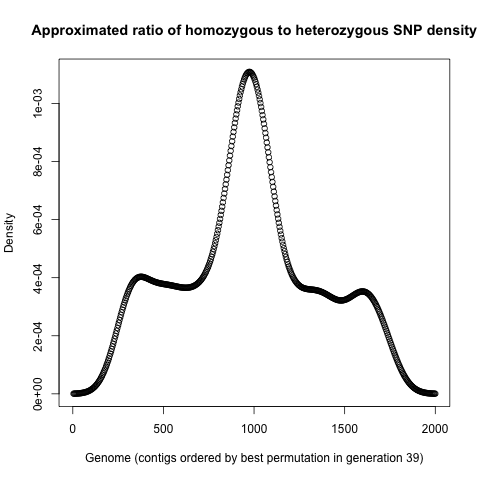 Approximated ratio of homozygous to heterozygous SNP density
Density
1e-03
8e-04
6e-04
4e-04
2e-04
0e+00
0 500 1000 1500 2000
Genome (contigs ordered by best permutation in generation 39)